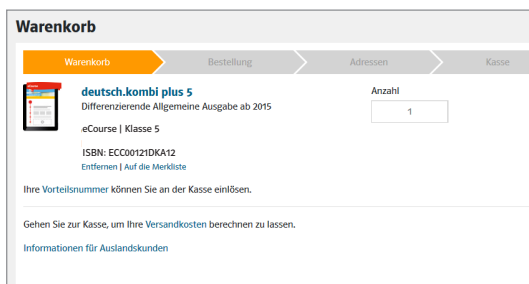 Warenkorb
Warenkorb Bestellung Adressen Kasse
deutsch.kombi plus 5 Anzahl
Differenzierende Allgemeine Ausgabe ab 2015
1
eCourse | Klasse 5
ISBN: ECC00121DKA12
Entfernen | Auf die Merkliste
Ihre Vorteilsnummer können Sie an der Kasse einlösen.
Gehen Sie zur Kasse, um Ihre Versandkosten berechnen zu lassen.
Informationen für Auslandskunden